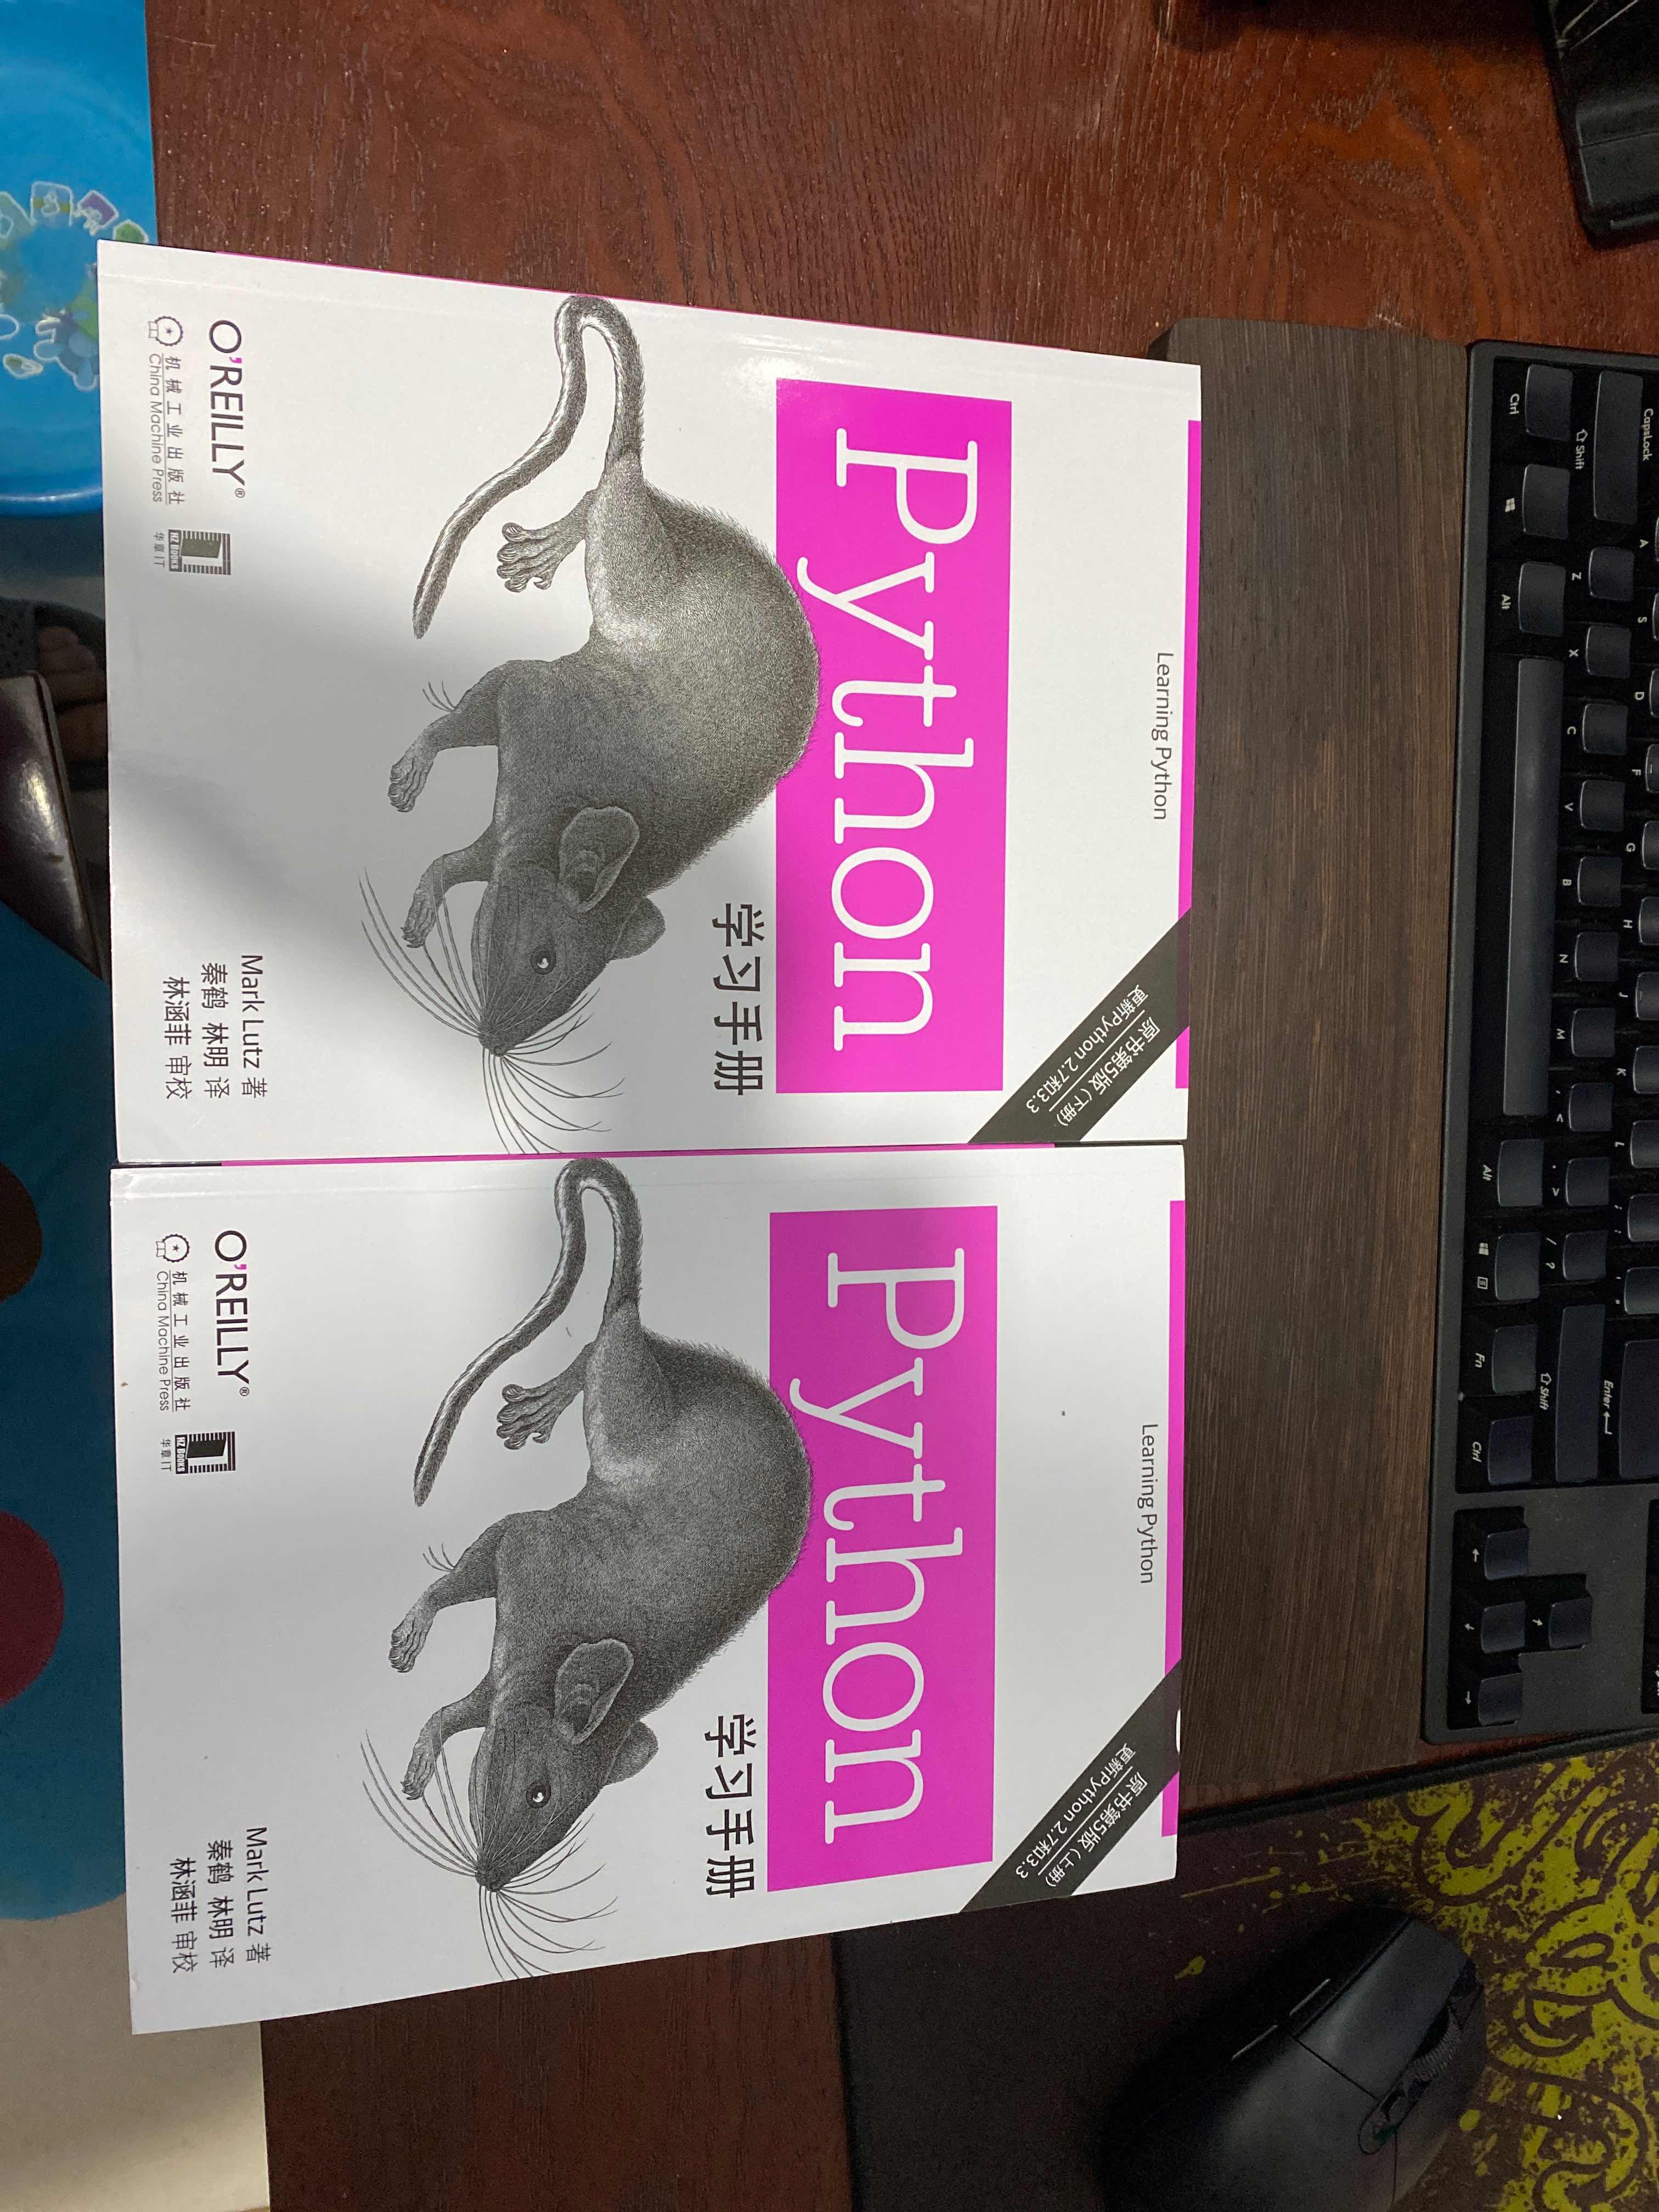 CapsLock
A S D F G H J K L ; : ' "
Enter
Shift
Z X C V B N M , < . > / ?
Shift
Ctrl
Alt
Alt
Fn
Ctrl
Learning Python
原书第5版（下册）
更新Python 2.7和3.3
Python
学习手册
Mark Lutz 著
秦鹤 林明 译
林涵菲 审校
O'REILLY®
机械工业出版社
China Machine Press
HZ BOOKS
华章IT
Learning Python
原书第5版（上册）
更新Python 2.7和3.3
Python
学习手册
Mark Lutz 著
秦鹤 林明 译
林涵菲 审校
O'REILLY®
机械工业出版社
China Machine Press
HZ BOOKS
华章IT